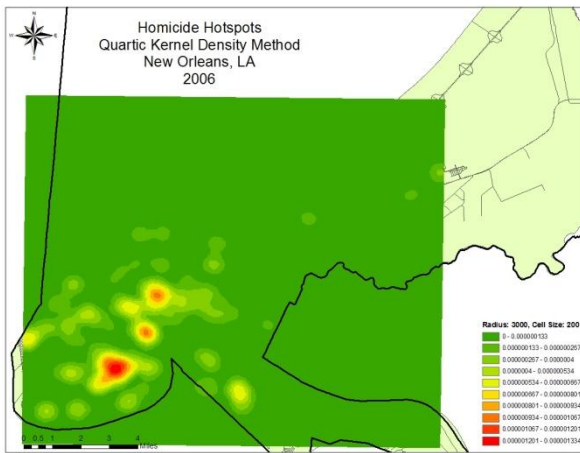 Homicide Hotspots
Quartic Kernel Density Method
New Orleans, LA
2006
N
W E
S
Radius: 3000, Cell Size: 200
0 - 0.000000133
0.000000133 - 0.000000267
0.000000267 - 0.0000004
0.0000004 - 0.000000534
0.000000534 - 0.000000667
0.000000667 - 0.000000801
0.000000801 - 0.000000934
0.000000934 - 0.000001067
0.000001067 - 0.000001201
0.000001201 - 0.000001334
0 0.5 1 2 3 4
Miles